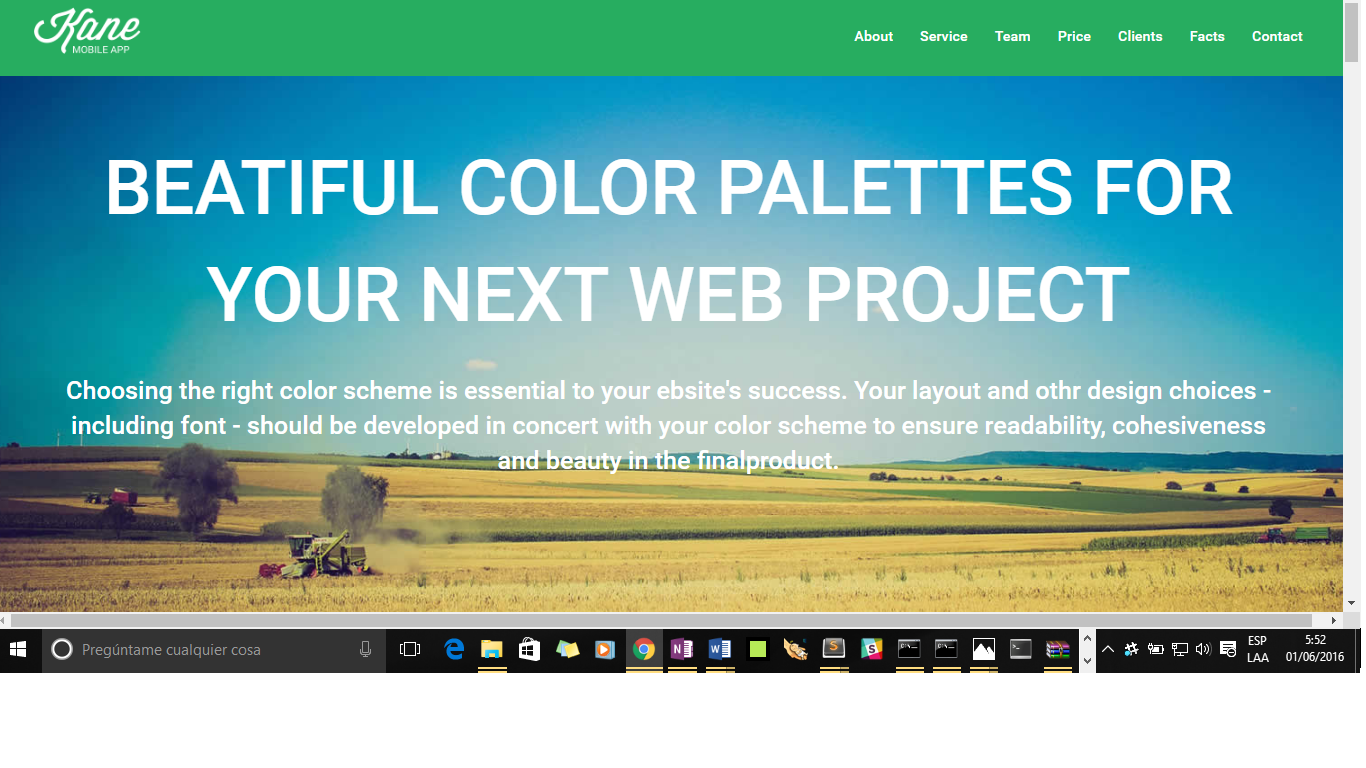 Kane
MOBILE APP
About Service Team Price Clients Facts Contact
BEATIFUL COLOR PALETTES FOR
YOUR NEXT WEB PROJECT
Choosing the right color scheme is essential to your ebsite's success. Your layout and othr design choices -
including font - should be developed in concert with your color scheme to ensure readability, cohesiveness
and beauty in the finalproduct.
Pregúntame cualquier cosa
ESP
LAA
5:52
01/06/2016